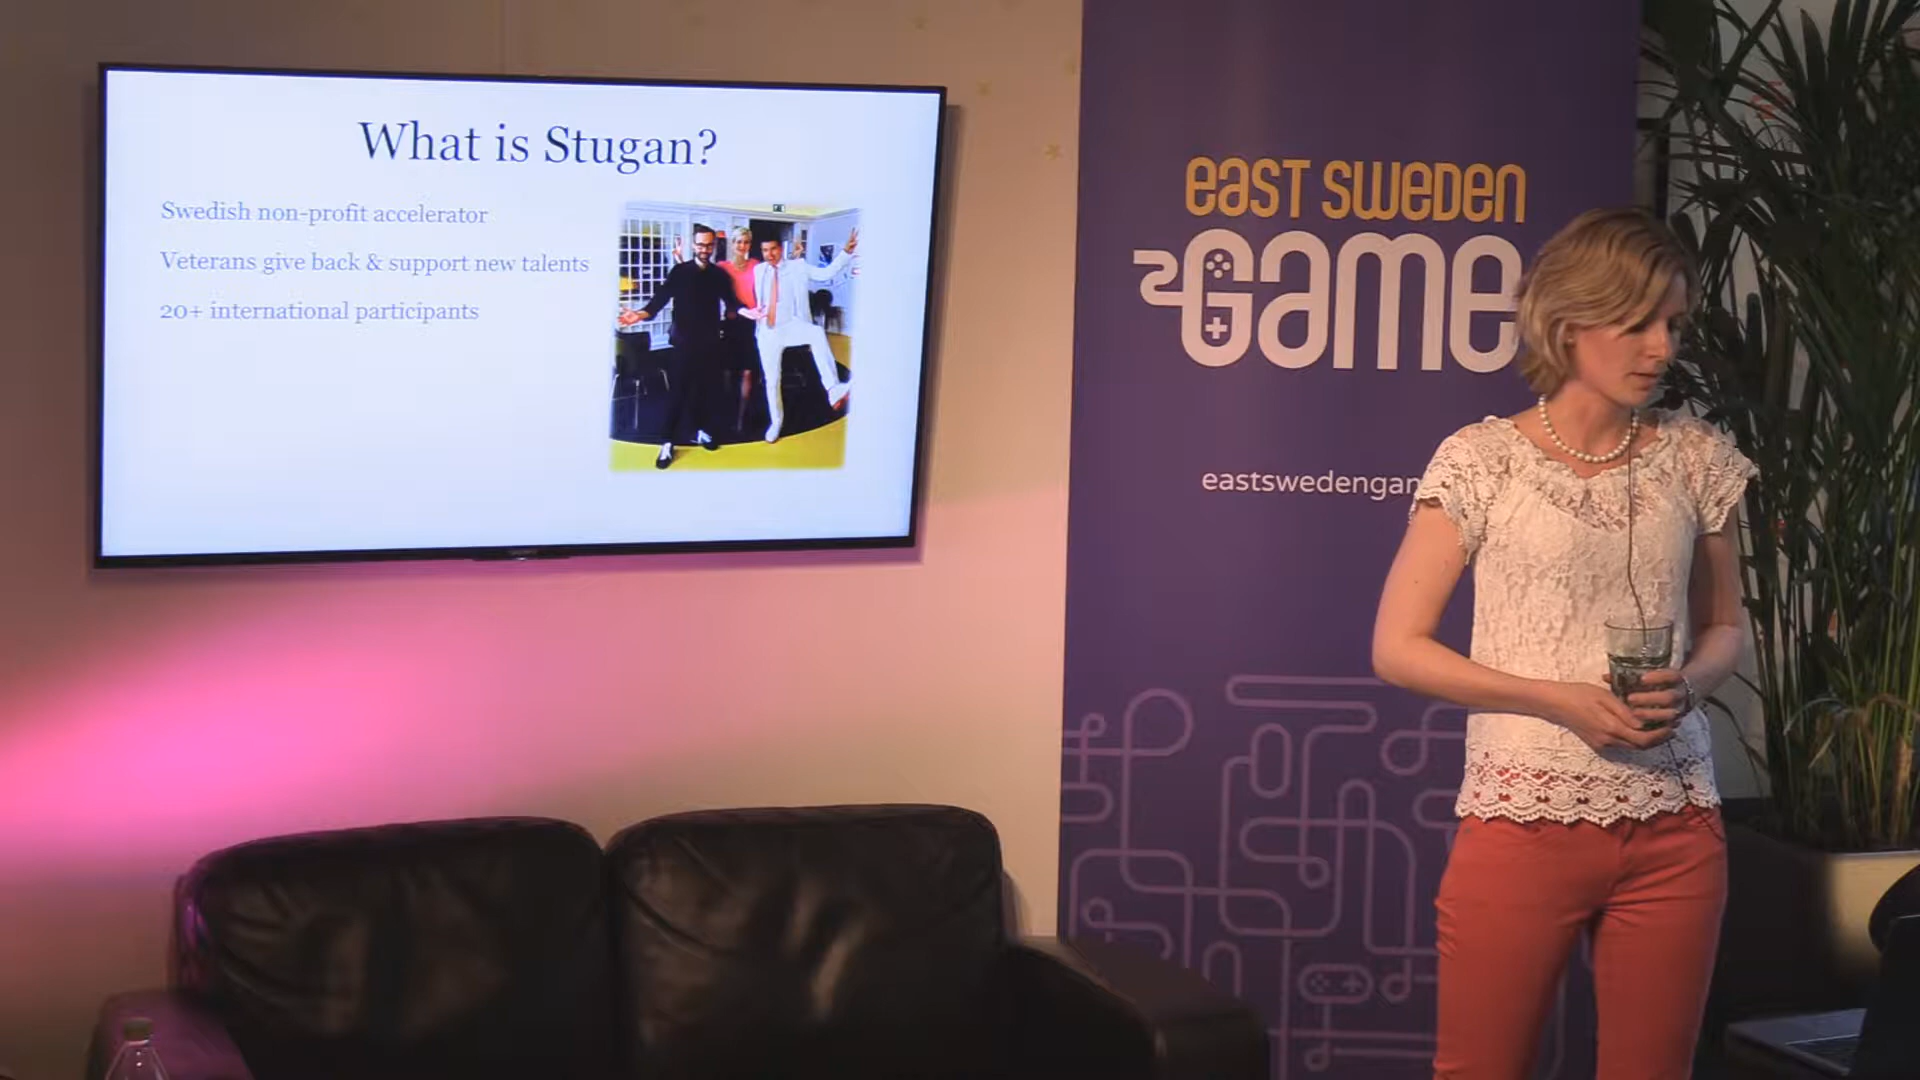 What is Stugan?
Swedish non-profit accelerator
Veterans give back & support new talents
20+ international participants
east sweden
Game
eastswedengam